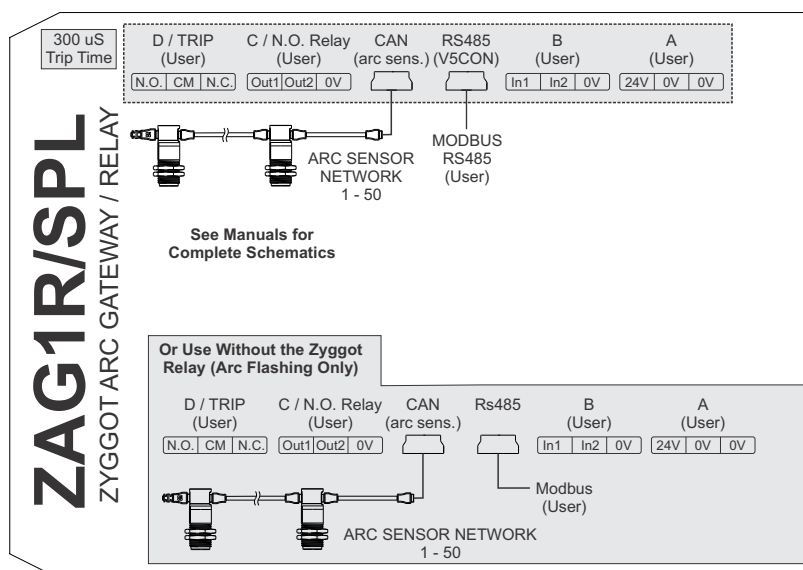 300 uS
Trip Time
D / TRIP
(User)
C / N.O. Relay
(User)
CAN
(arc sens.)
RS485
(V5CON)
B
(User)
A
(User)
N.O. CM N.C.
Out1 Out2 0V
In1 In2 0V
24V 0V 0V
ARC SENSOR
NETWORK
1 - 50
MODBUS
RS485
(User)
See Manuals for
Complete Schematics
ZAG1R/SPL
ZYGGOT ARC GATEWAY / RELAY
Or Use Without the Zyggot
Relay (Arc Flashing Only)
D / TRIP
(User)
C / N.O. Relay
(User)
CAN
(arc sens.)
Rs485
B
(User)
A
(User)
N.O. CM N.C.
Out1 Out2 0V
In1 In2 0V
24V 0V 0V
Modbus
(User)
ARC SENSOR NETWORK
1 - 50